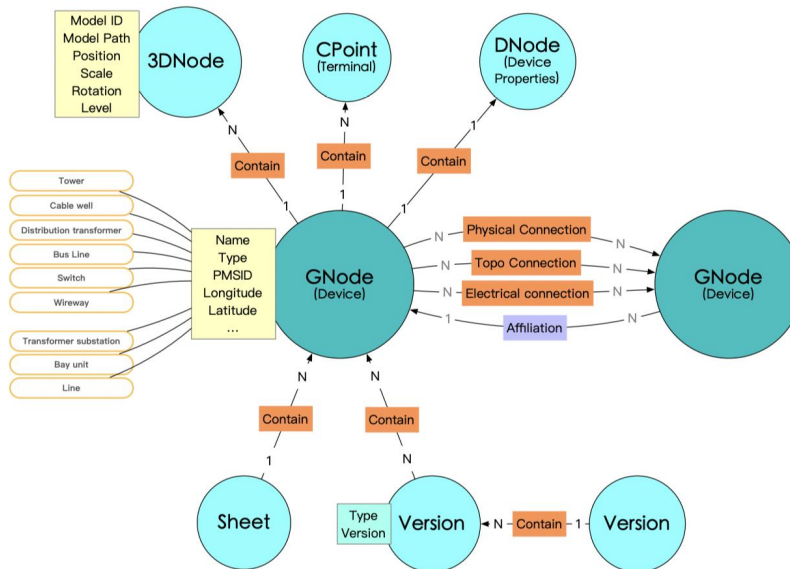 Model ID
Model Path
Position
Scale
Rotation
Level
3DNode
CPoint
(Terminal)
DNode
(Device
Properties)
N
Contain
1
N
Contain
1
1
Contain
1
Tower
Cable well
Distribution transformer
Bus Line
Switch
Wireway
Transformer substation
Bay unit
Line
Name
Type
PMSID
Longitude
Latitude
...
GNode
(Device)
N Physical Connection N
N Topo Connection N
N Electrical connection N
1 Affiliation N
GNode
(Device)
N
Contain
1
N
Contain
N
Sheet
Type
Version
Version
N Contain 1
Version